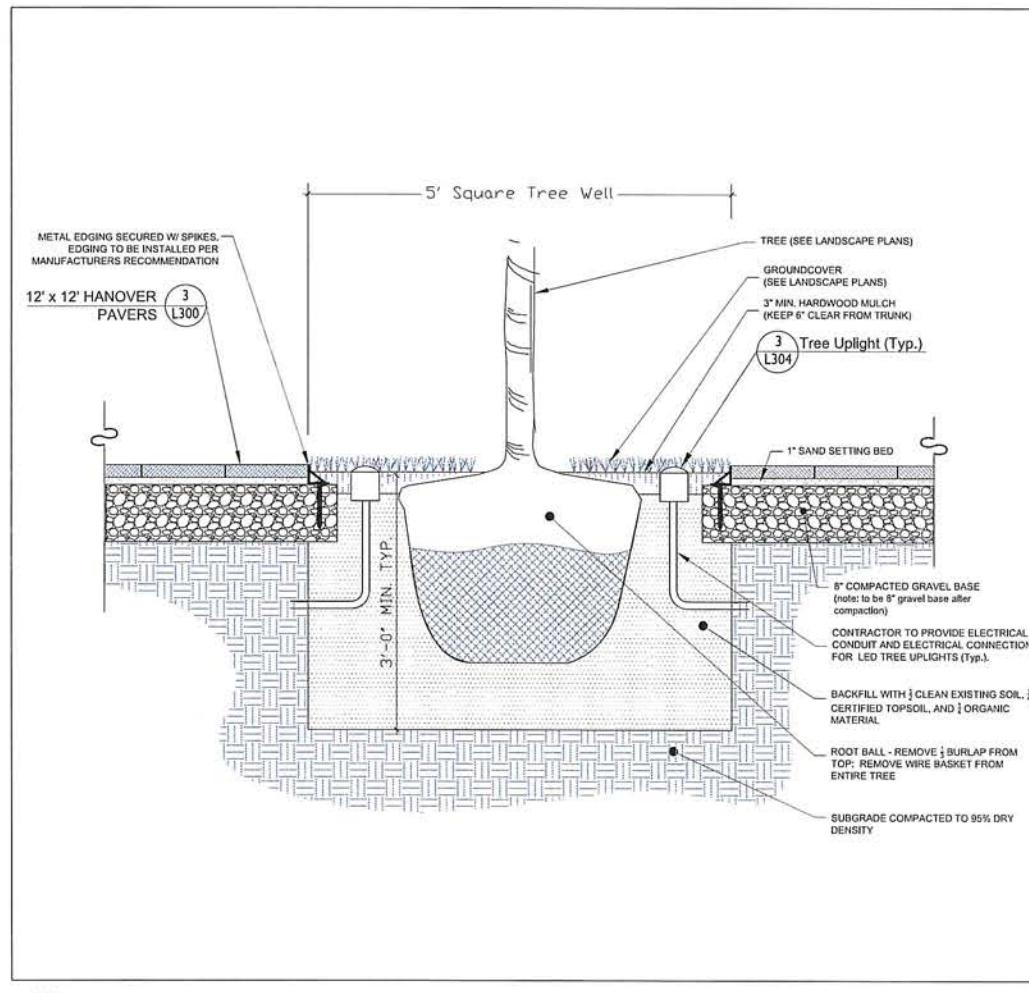 5' Square Tree Well
METAL EDGING SECURED W/ SPIKES,
EDGING TO BE INSTALLED PER
MANUFACTURERS RECOMMENDATION
12' x 12' HANOVER
PAVERS
3
L300
TREE (SEE LANDSCAPE PLANS)
GROUNDCOVER
(SEE LANDSCAPE PLANS)
3" MIN. HARDWOOD MULCH
(KEEP 6" CLEAR FROM TRUNK)
3
L304
Tree Uplight (Typ.)
1" SAND SETTING BED
3'-0" MIN. TYP.
8" COMPACTED GRAVEL BASE
(note: to be 8" gravel base after
compaction)
CONTRACTOR TO PROVIDE ELECTRICAL
CONDUIT AND ELECTRICAL CONNECTION
FOR LED TREE UPLIGHTS (Typ.).
BACKFILL WITH CLEAN EXISTING SOIL,
CERTIFIED TOPSOIL, AND ORGANIC
MATERIAL
ROOT BALL - REMOVE BURLAP FROM
TOP; REMOVE WIRE BASKET FROM
ENTIRE TREE
SUBGRADE COMPACTED TO 95% DRY
DENSITY